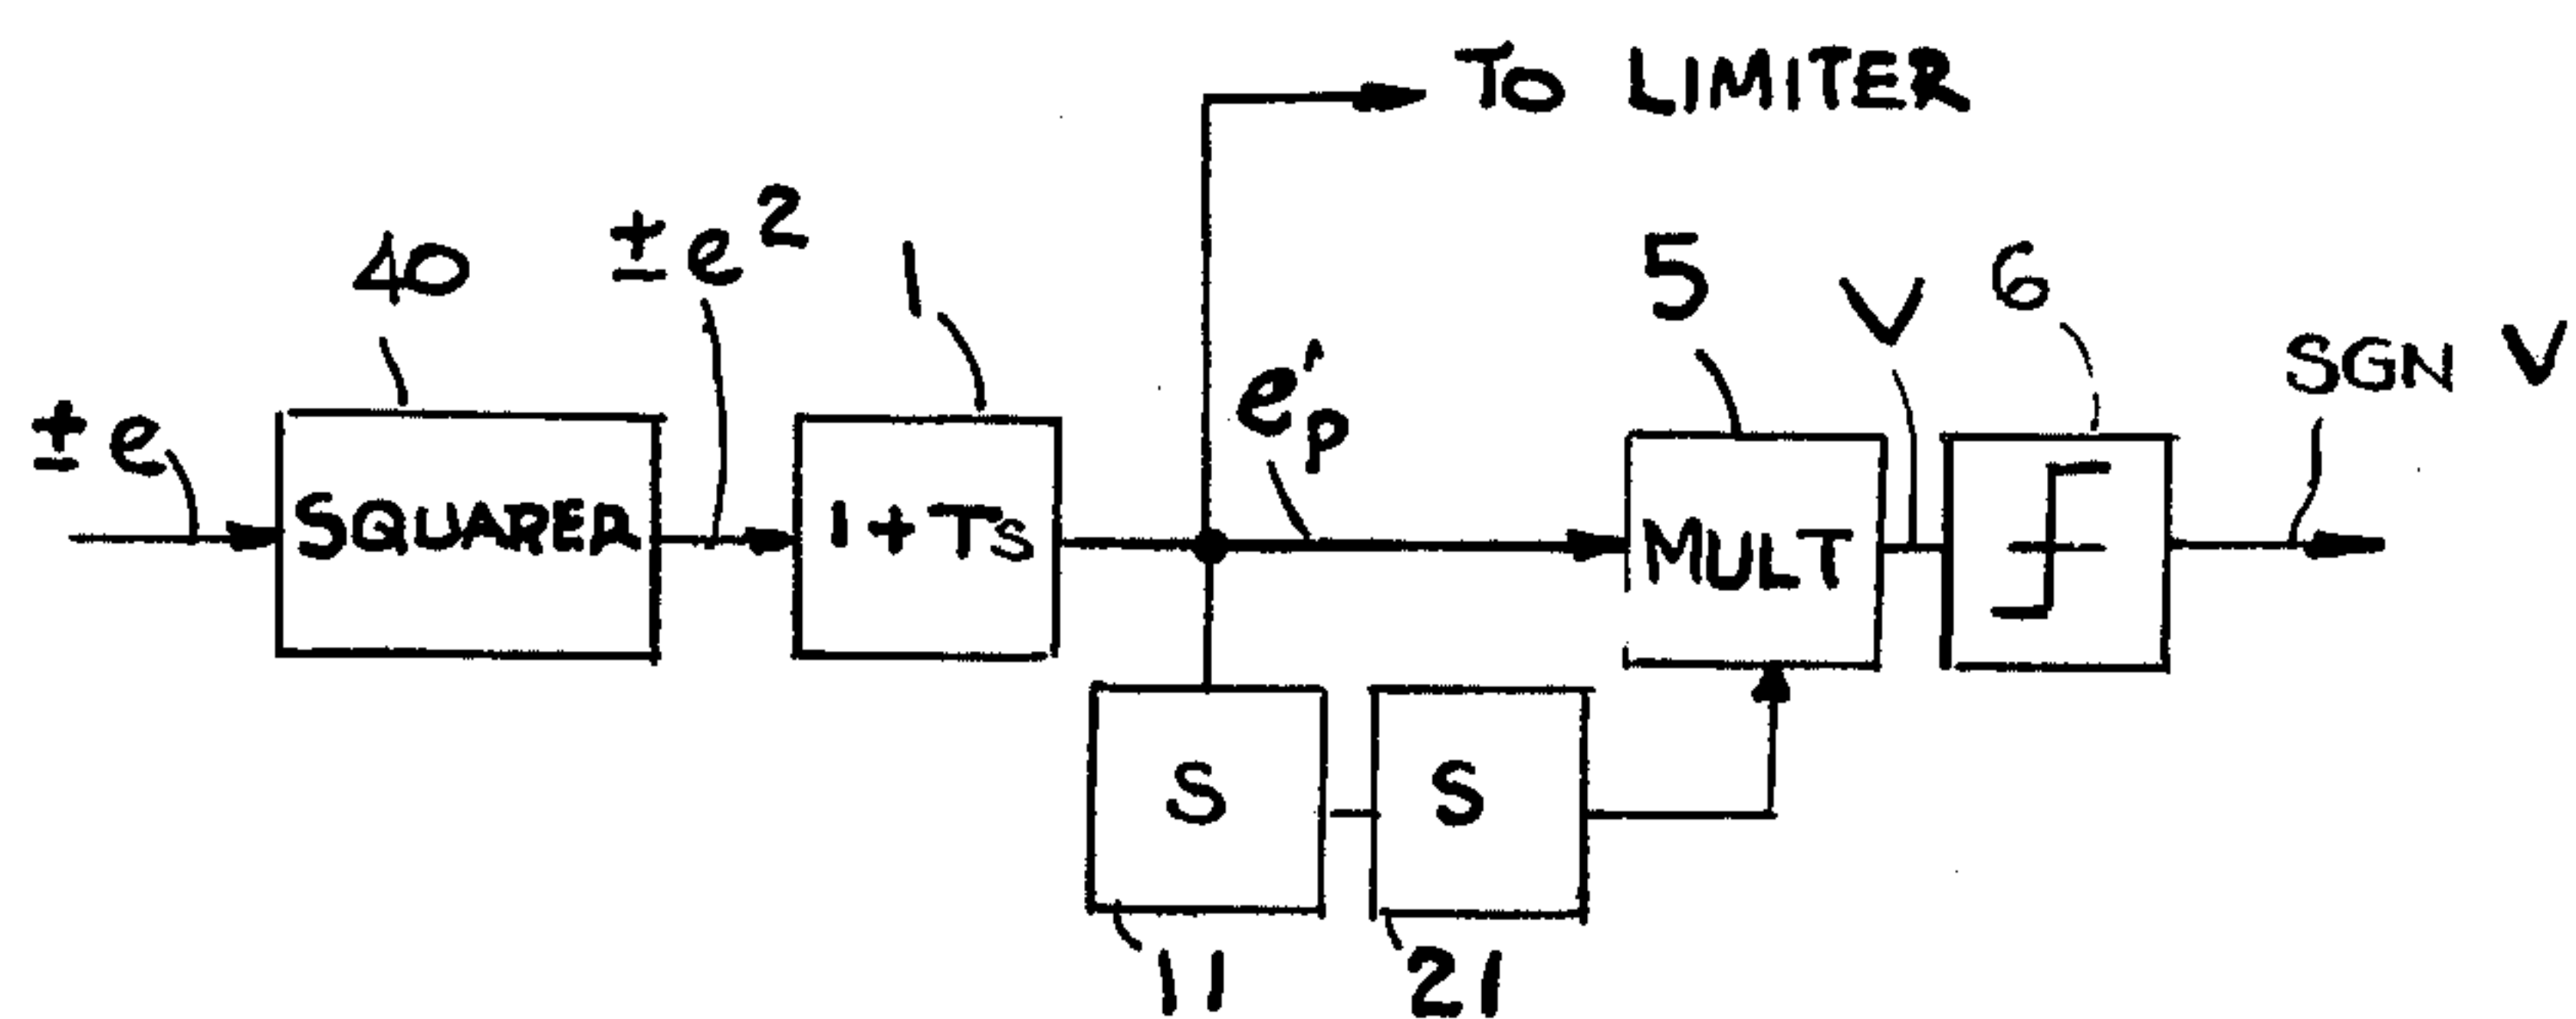 TO LIMITER
40
±e²
1
5
V
6
SGN V
±e
e'p
SQUARER
1+TS
MULT
S
S
11
21